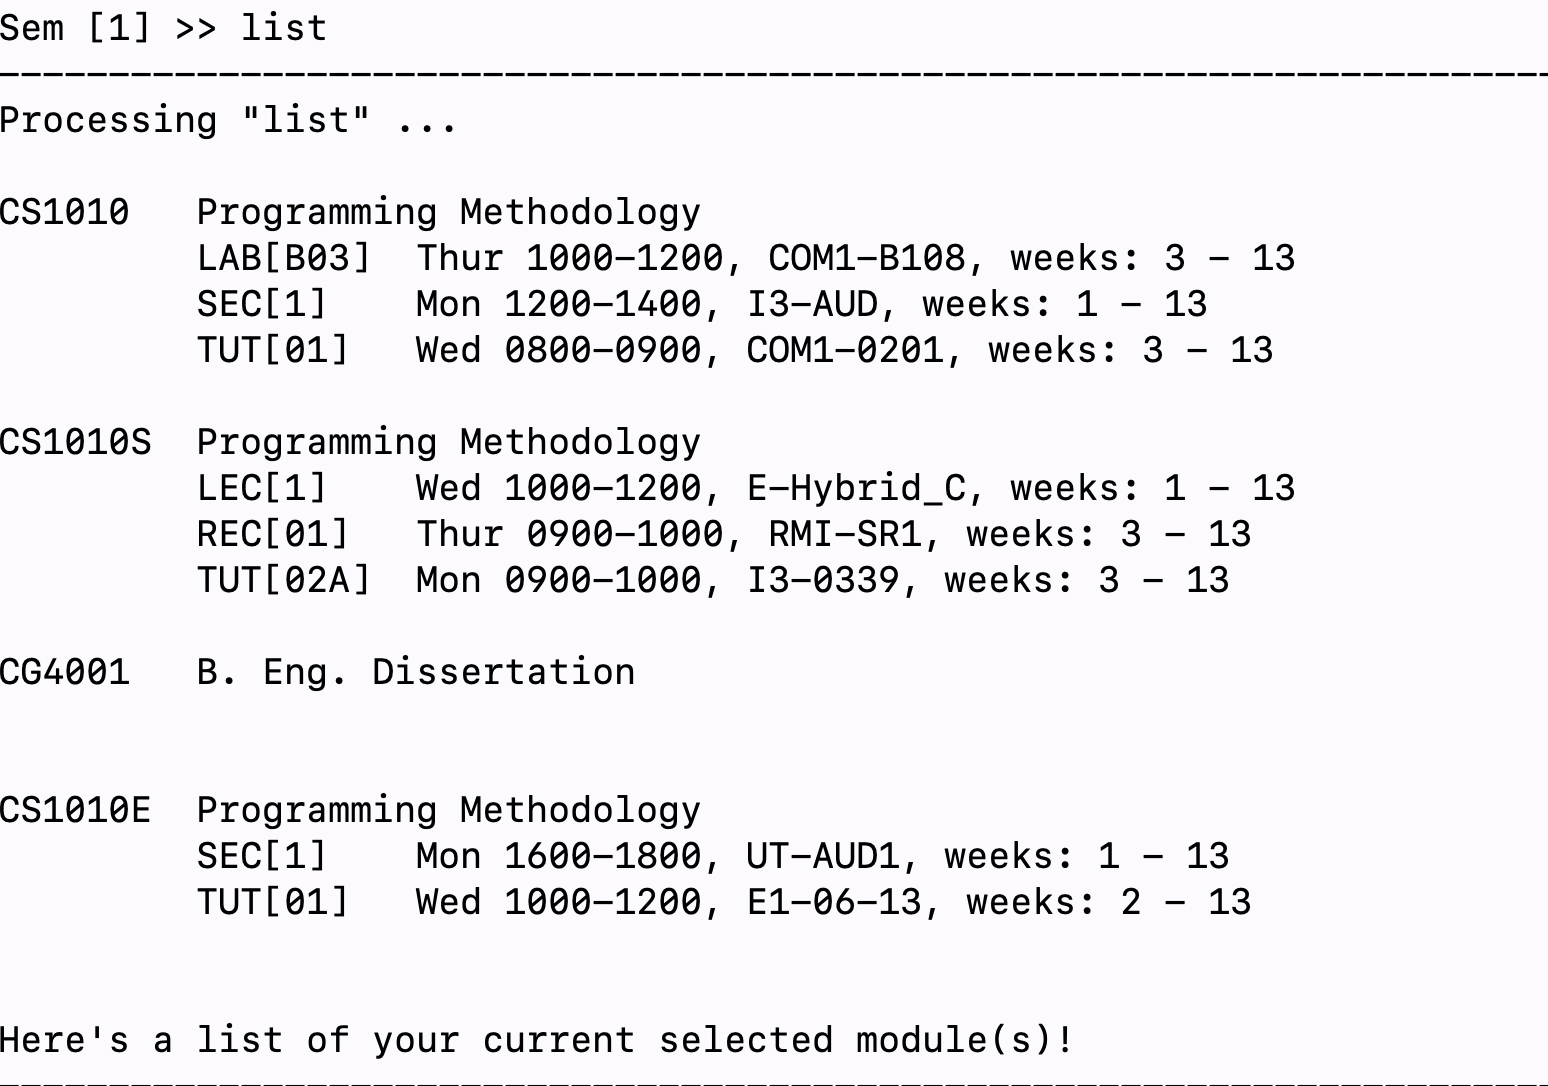 Sem [1] >> list
Processing "list" ...
CS1010   Programming Methodology
         LAB[B03]  Thur 1000-1200, COM1-B108, weeks: 3 - 13
         SEC[1]    Mon 1200-1400, I3-AUD, weeks: 1 - 13
         TUT[01]   Wed 0800-0900, COM1-0201, weeks: 3 - 13
CS1010S  Programming Methodology
         LEC[1]    Wed 1000-1200, E-Hybrid_C, weeks: 1 - 13
         REC[01]   Thur 0900-1000, RMI-SR1, weeks: 3 - 13
         TUT[02A]  Mon 0900-1000, I3-0339, weeks: 3 - 13
CG4001   B. Eng. Dissertation
CS1010E  Programming Methodology
         SEC[1]    Mon 1600-1800, UT-AUD1, weeks: 1 - 13
         TUT[01]   Wed 1000-1200, E1-06-13, weeks: 2 - 13
Here's a list of your current selected module(s)!